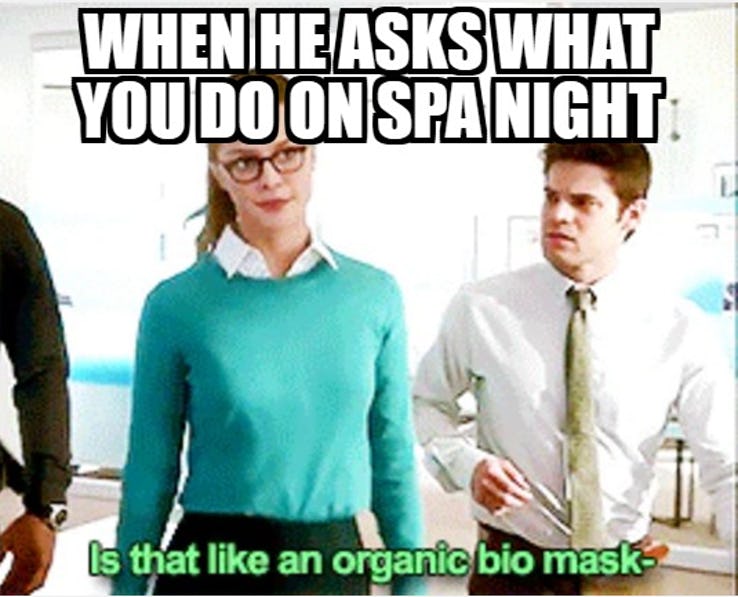 WHEN HE ASKS WHAT
YOU DO ON SPA NIGHT
Is that like an organic bio mask-